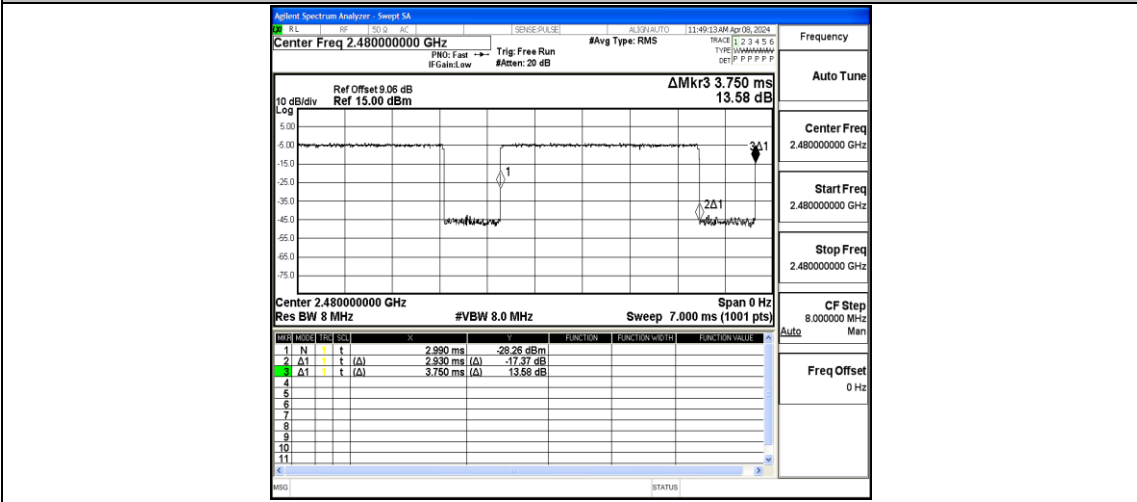 Agilent Spectrum Analyzer - Swept SA
RL RF 50 Ω AC SENSE:PULSE ALIGNAUTO 11:49:13 AM Apr 08, 2024
Center Freq 2.480000000 GHz #Avg Type: RMS TRACE 1 2 3 4 5 6
PNO: Fast Trig: Free Run TYPE WWWWWW
IFGain:Low #Atten: 20 dB DET P P P P P P
Frequency
Auto Tune
ΔMkr3 3.750 ms
13.58 dB
Ref Offset 9.06 dB
10 dB/div Ref 15.00 dBm
Log
5.00
-5.00
-15.0
-25.0
-35.0
-45.0
-55.0
-65.0
-75.0
1
2Δ1
3Δ1
Center 2.480000000 GHz Span 0 Hz
Res BW 8 MHz #VBW 8.0 MHz Sweep 7.000 ms (1001 pts)
MKR MODE TRC SCL X Y FUNCTION FUNCTION WIDTH FUNCTION VALUE
1 N 1 t 2.990 ms -28.26 dBm
2 Δ1 1 t (Δ) 2.930 ms (Δ) -17.37 dB
3 Δ1 1 t (Δ) 3.750 ms (Δ) 13.58 dB
4
5
6
7
8
9
10
11
Center Freq
2.480000000 GHz
Start Freq
2.480000000 GHz
Stop Freq
2.480000000 GHz
CF Step
8.000000 MHz
Auto Man
Freq Offset
0 Hz
MSG STATUS